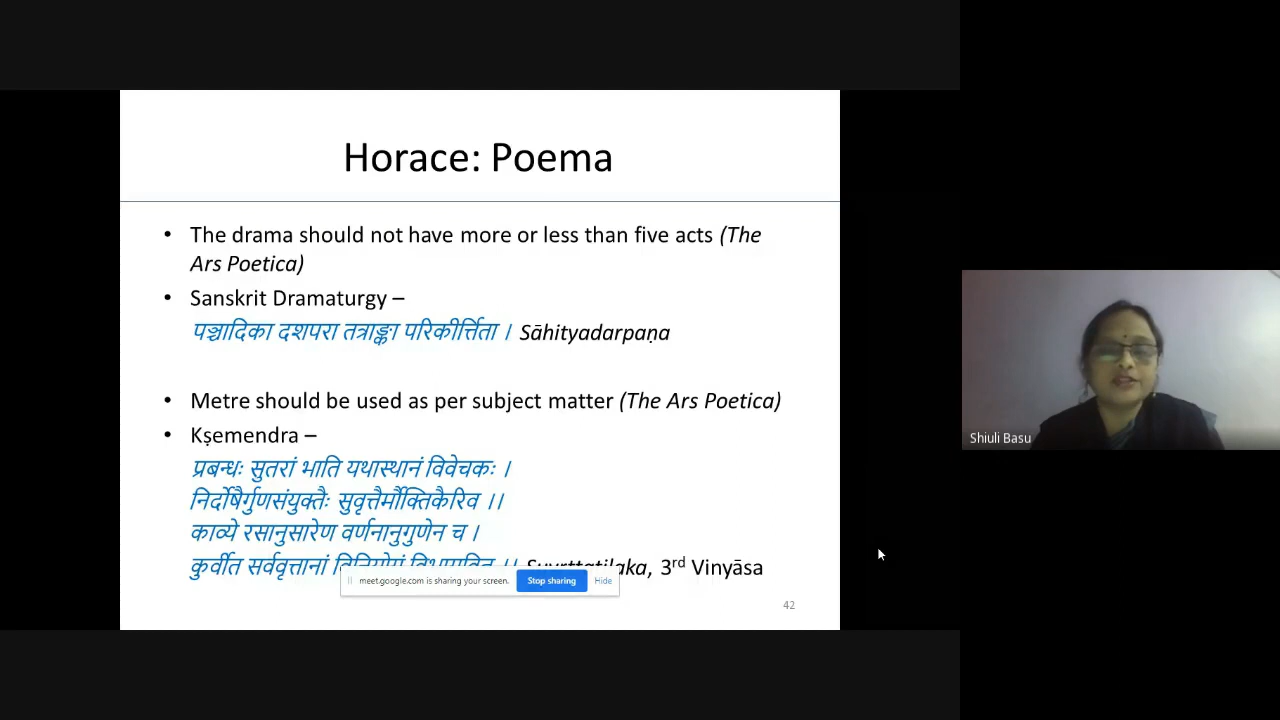 Horace: Poema
• The drama should not have more or less than five acts (The
Ars Poetica)
• Sanskrit Dramaturgy –
पञ्चादिका दशपरा तत्राङ्का परिकीर्त्तिता । Sāhityadarpaṇa
• Metre should be used as per subject matter (The Ars Poetica)
• Kṣemendra –
प्रबन्धः सुतरां भाति यथास्थानं विवेचकः ।
निर्दोषैर्गुणसंयुक्तैः सुवृत्तैर्मौक्तिकैरिव ।।
काव्ये रसानुसारेण वर्णनानुगुणेन च ।
कुर्वीत सर्ववृत्तानां 3rd Vinyāsa
meet.google.com is sharing your screen. Stop sharing Hide
42
Shiuli Basu